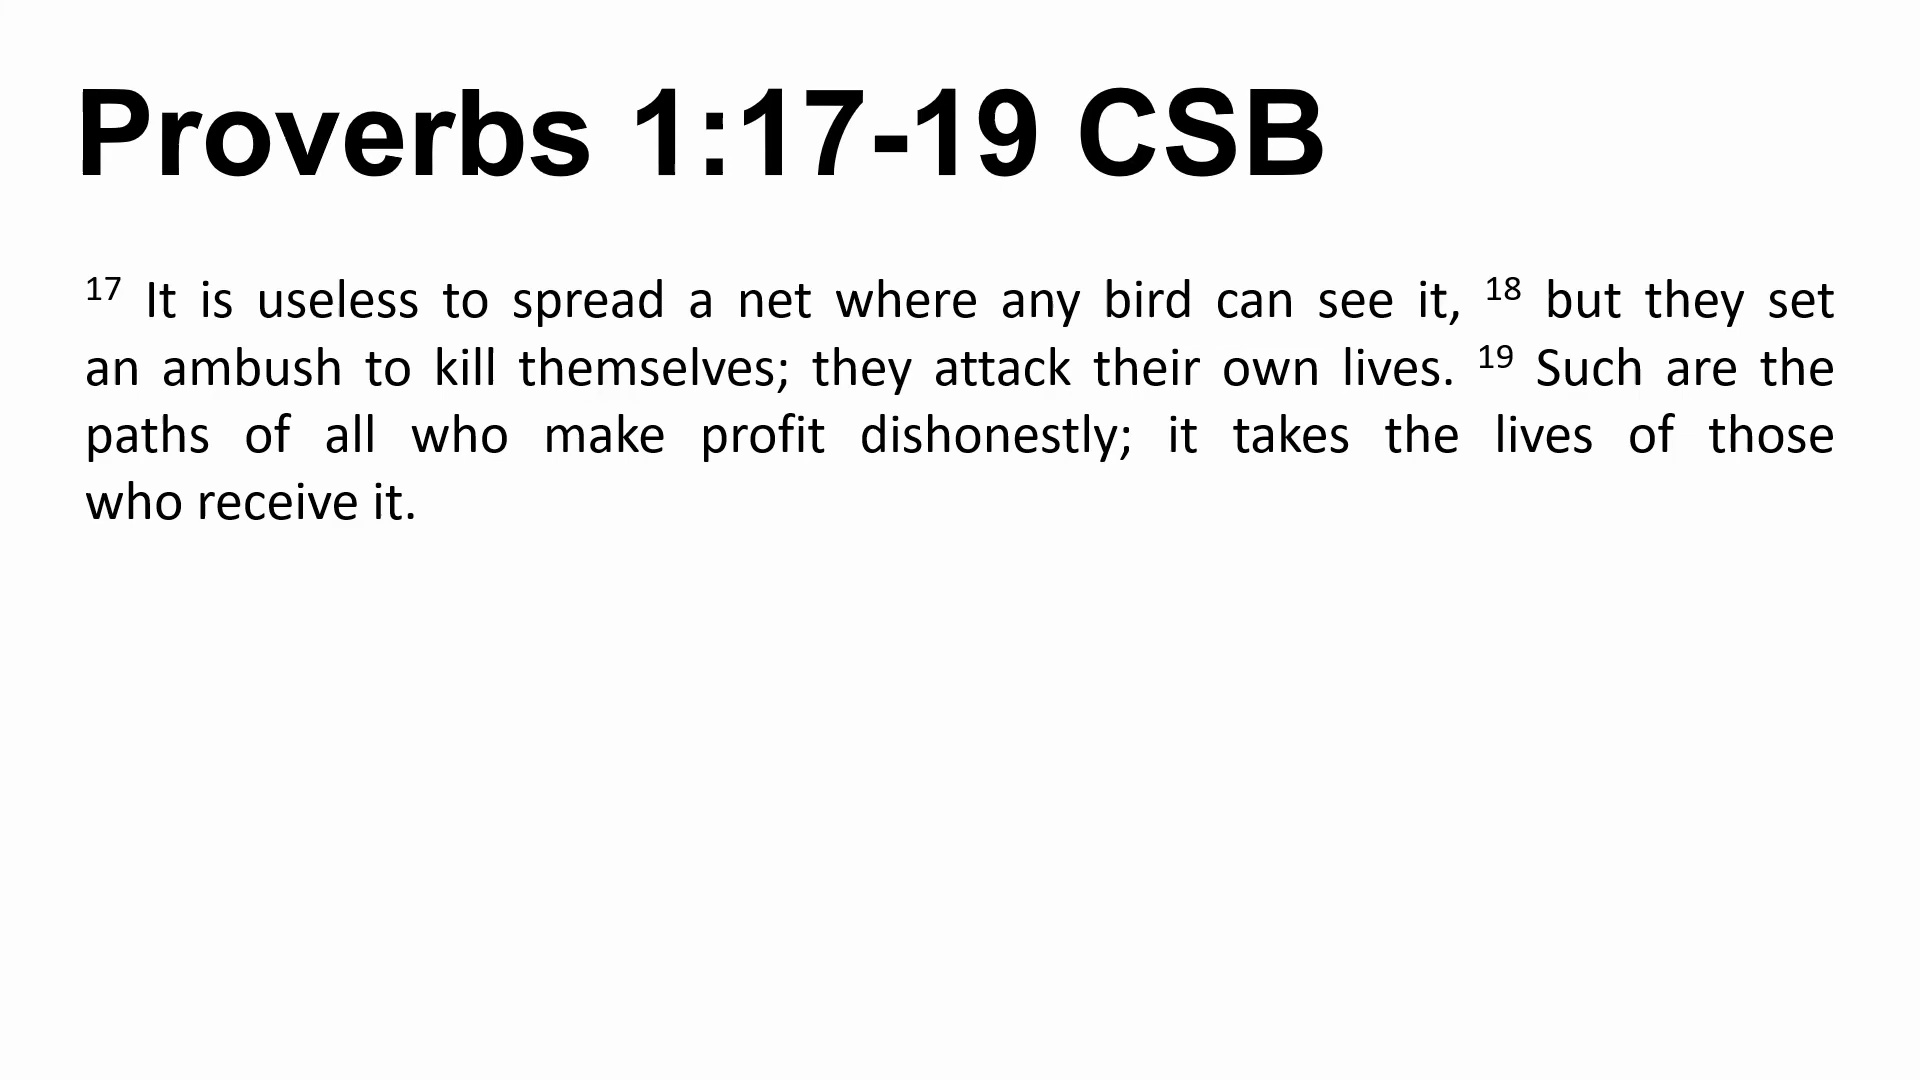 Proverbs 1:17-19 CSB
17 It is useless to spread a net where any bird can see it, 18 but they set
an ambush to kill themselves; they attack their own lives. 19 Such are the
paths of all who make profit dishonestly; it takes the lives of those
who receive it.